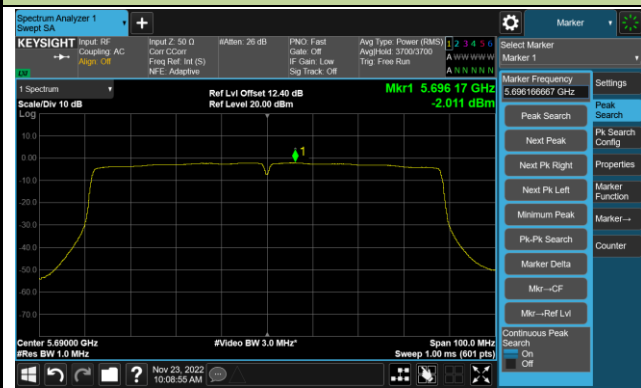 Spectrum Analyzer 1
Swept SA
Marker
KEYSIGHT
Input: RF
Coupling: AC
Align: Off
Input Z: 50 Ω
Corr CCorr
Freq Ref: Int (S)
NFE: Adaptive
#Atten: 26 dB
PNO: Fast
Gate: Off
IF Gain: Low
Sig Track: Off
Avg Type: Power (RMS)
Avg|Hold: 3700/3700
Trig: Free Run
1 2 3 4 5 6
A W W W W W
A N N N N N
Select Marker
Marker 1
LW
1 Spectrum
Scale/Div 10 dB
Log
Ref Lvl Offset 12.40 dB
Ref Level 20.00 dBm
Mkr1 5.696 17 GHz
-2.011 dBm
1
10.0
0.00
-10.0
-20.0
-30.0
-40.0
-50.0
-60.0
-70.0
Center 5.69000 GHz
#Res BW 1.0 MHz
#Video BW 3.0 MHz*
Span 100.0 MHz
Sweep 1.00 ms (601 pts)
Marker Frequency
5.696166667 GHz
Peak Search
Next Peak
Next Pk Right
Next Pk Left
Minimum Peak
Pk-Pk Search
Marker Delta
Mkr→CF
Mkr→Ref Lvl
Continuous Peak
Search
On
Off
Settings
Peak
Search
Pk Search
Config
Properties
Marker
Function
Marker→
Counter
?
Nov 23, 2022
10:08:55 AM